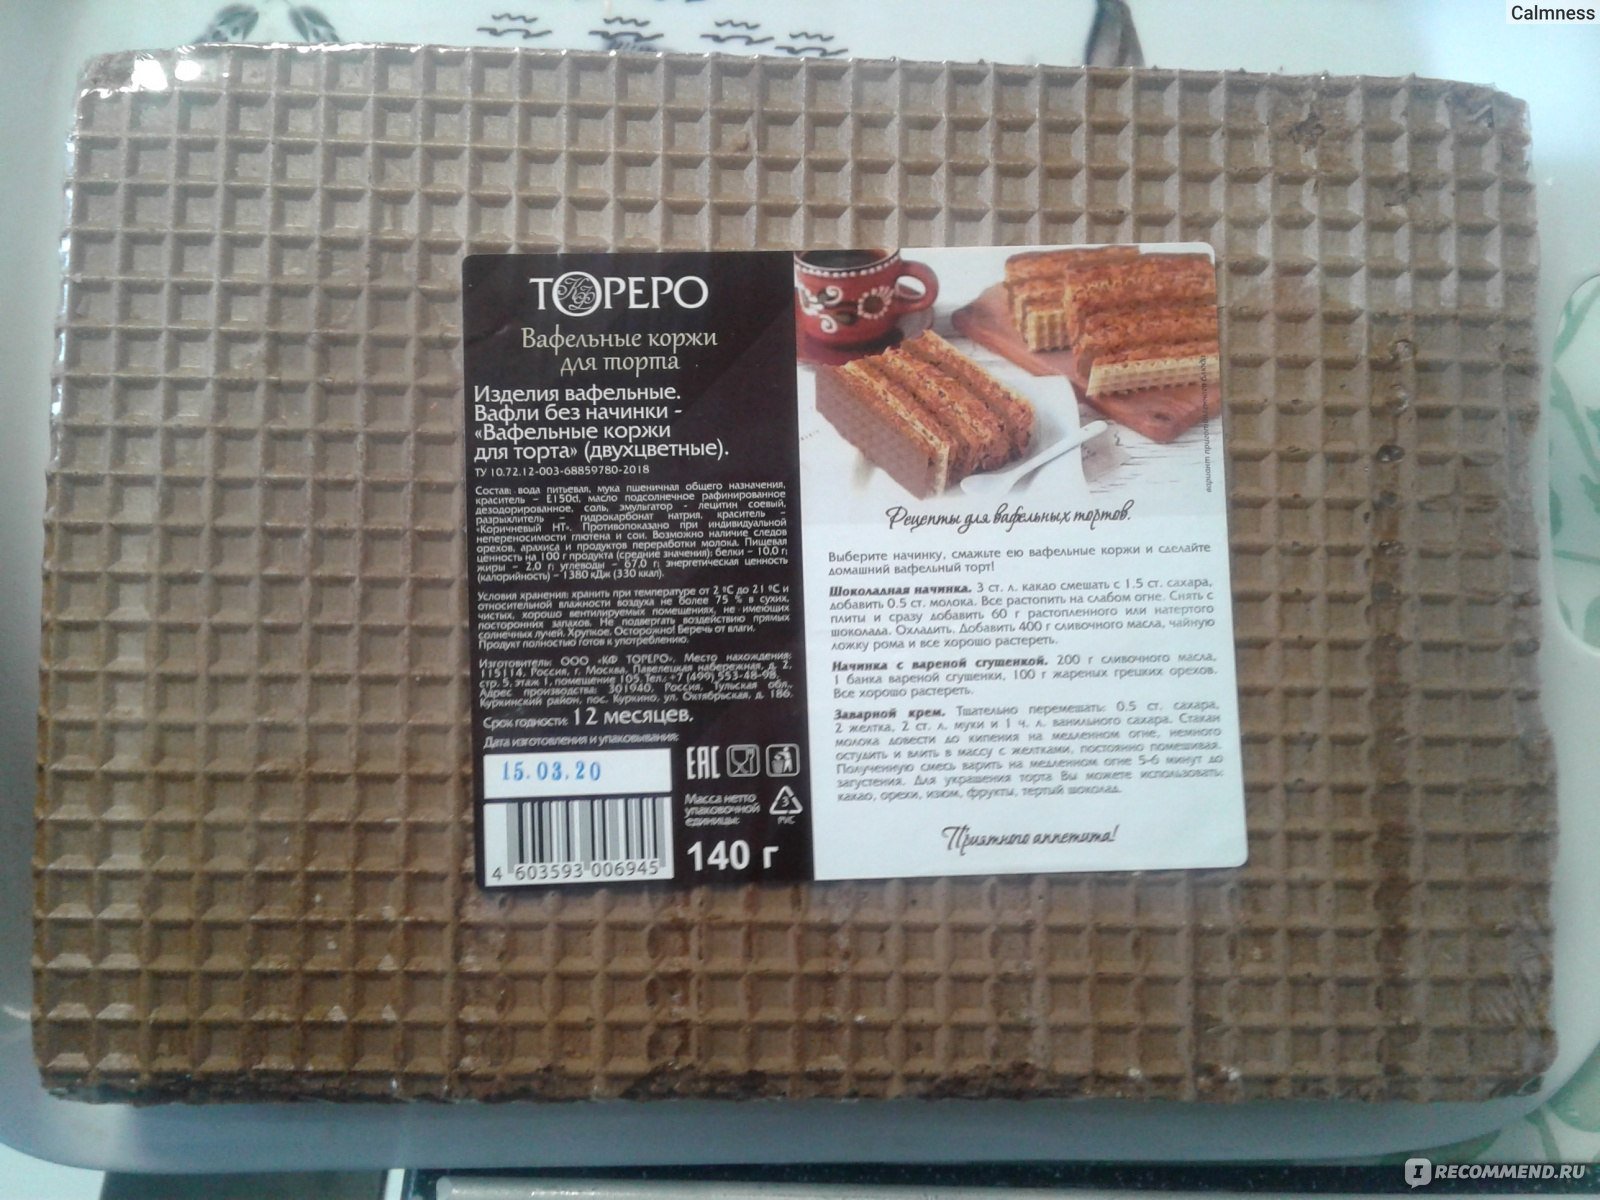 Calmness
ТОРЕРО
Вафельные коржи
для торта
Изделия вафельные.
Вафли без начинки -
«Вафельные коржи
для торта» (двухцветные).
ТУ 10.72.12-003-68859780-2018
Состав: вода питьевая, мука пшеничная общего назначения,
краситель – Е150d, масло подсолнечное рафинированное
дезодорированное, соль, эмульгатор - лецитин соевый,
разрыхлитель – гидрокарбонат натрия, краситель –
«Коричневый НТ». Противопоказано при индивидуальной
непереносимости глютена и сои. Возможно наличие следов
орехов, арахиса и продуктов переработки молока. Пищевая
ценность на 100 г продукта (средние значения): белки – 10,0 г;
жиры – 2,0 г; углеводы – 67,0 г; энергетическая ценность
(калорийность) – 1380 кДж (330 ккал).
Условия хранения: хранить при температуре от 2 ºС до 21 ºС и
относительной влажности воздуха не более 75 % в сухих,
чистых, хорошо вентилируемых помещениях, не имеющих
посторонних запахов. Не подвергать воздействию прямых
солнечных лучей. Хрупкое. Осторожно! Беречь от влаги.
Продукт полностью готов к употреблению.
Изготовитель: ООО «КФ ТОРЕРО». Место нахождения:
115114, Россия, г. Москва, Павелецкая набережная, д. 2,
стр. 5, этаж 1, помещение 105. Тел.: +7 (499) 553-48-98.
Адрес производства: 301940, Россия, Тульская обл.,
Куркинский район, пос. Куркино, ул. Октябрьская, д. 186.
Срок годности: 12 месяцев.
Дата изготовления и упаковывания:
15.03.20
EAC
Масса нетто
упаковочной
единицы:
3
PVC
140 г
4 603593 006945
вариант приготовленного блюда
Рецепты для вафельных тортов.
Выберите начинку, смажьте ею вафельные коржи и сделайте
домашний вафельный торт!
Шоколадная начинка. 3 ст. л. какао смешать с 1.5 ст. сахара,
добавить 0.5 ст. молока. Все растопить на слабом огне. Снять с
плиты и сразу добавить 60 г растопленного или натертого
шоколада. Охладить. Добавить 400 г сливочного масла, чайную
ложку рома и все хорошо растереть.
Начинка с вареной сгушенкой. 200 г сливочного масла,
1 банка вареной сгушенки, 100 г жареных грецких орехов.
Все хорошо растереть.
Заварной крем. Тщательно перемешать: 0.5 ст. сахара,
2 желтка, 2 ст. л. муки и 1 ч. л. ванильного сахара. Стакан
молока довести до кипения на медленном огне, немного
остудить и влить в массу с желтками, постоянно помешивая.
Полученную смесь варить на медленном огне 5-6 минут до
загустения. Для украшения торта Вы можете использовать:
какао, орехи, изюм, фрукты, тертый шоколад.
Приятного аппетита!
IRECOMMEND.RU